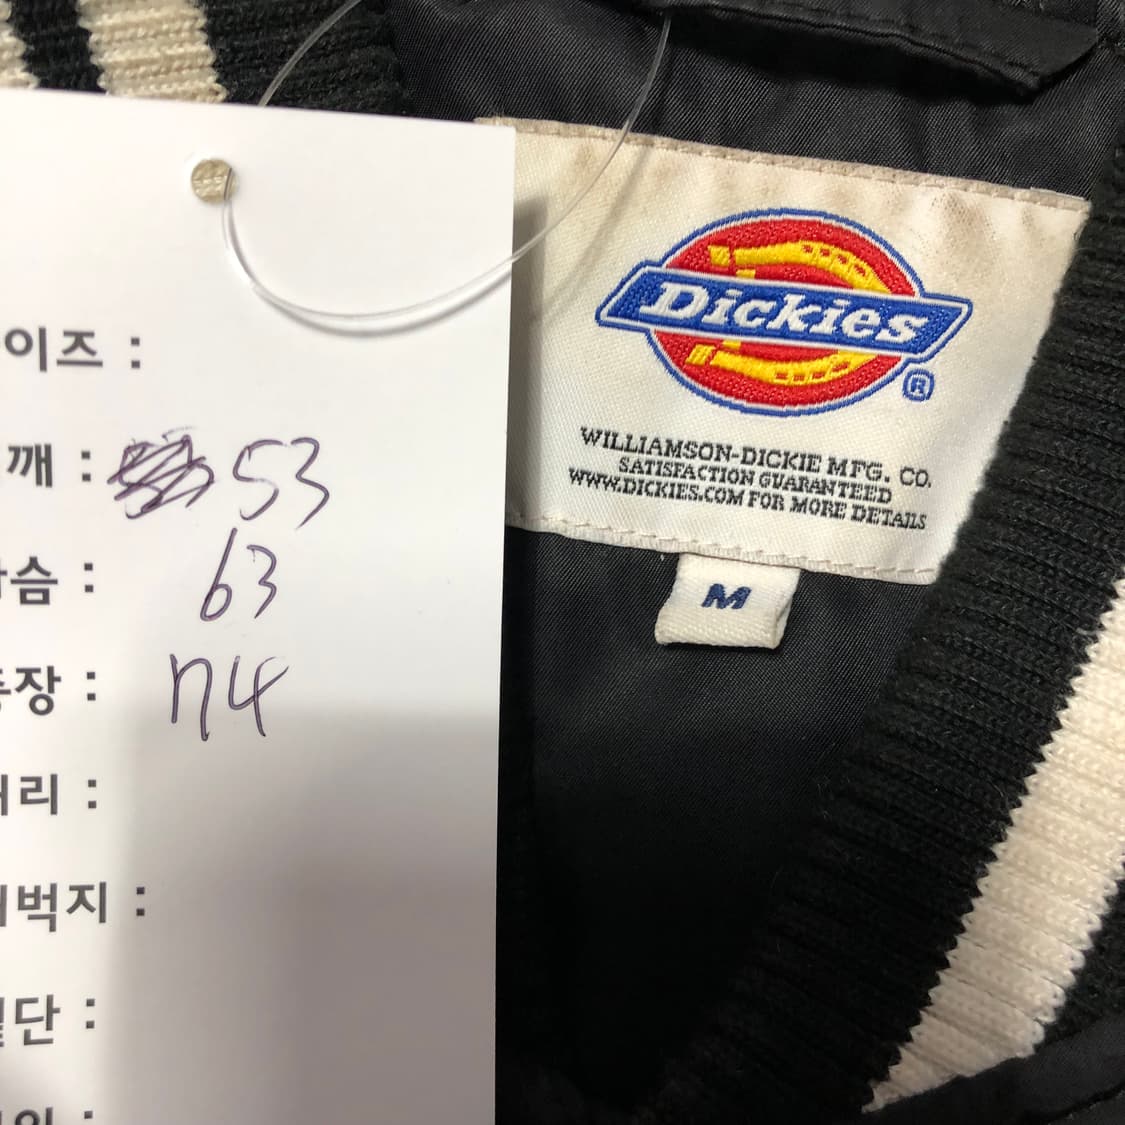 이즈 :
깨 : 53
슴 : 63
장 : 74
리 :
벅지 :
단 :
Dickies ®
WILLIAMSON-DICKIE MFG. CO.
SATISFACTION GUARANTEED
WWW.DICKIES.COM FOR MORE DETAILS
M